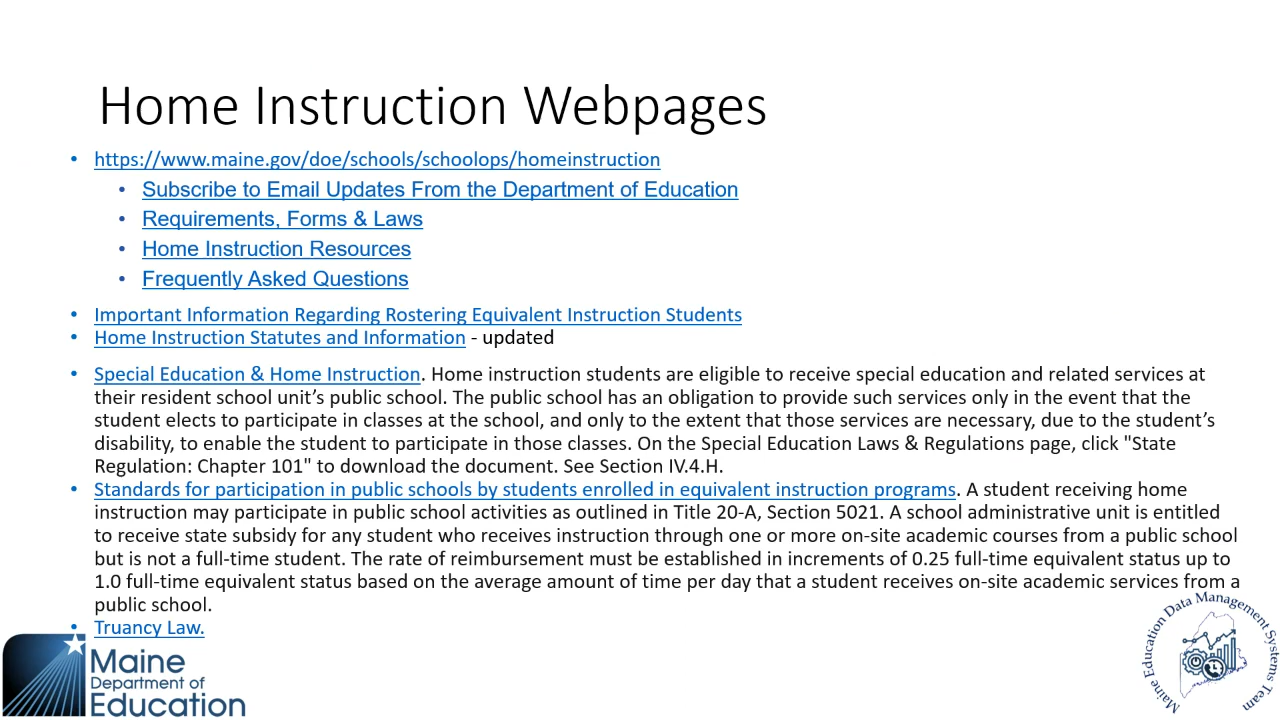 Home Instruction Webpages
• https://www.maine.gov/doe/schools/schoolops/homeinstruction
• Subscribe to Email Updates From the Department of Education
• Requirements, Forms & Laws
• Home Instruction Resources
• Frequently Asked Questions
• Important Information Regarding Rostering Equivalent Instruction Students
• Home Instruction Statutes and Information - updated
• Special Education & Home Instruction. Home instruction students are eligible to receive special education and related services at
their resident school unit’s public school. The public school has an obligation to provide such services only in the event that the
student elects to participate in classes at the school, and only to the extent that those services are necessary, due to the student’s
disability, to enable the student to participate in those classes. On the Special Education Laws & Regulations page, click "State
Regulation: Chapter 101" to download the document. See Section IV.4.H.
• Standards for participation in public schools by students enrolled in equivalent instruction programs. A student receiving home
instruction may participate in public school activities as outlined in Title 20-A, Section 5021. A school administrative unit is entitled
to receive state subsidy for any student who receives instruction through one or more on-site academic courses from a public school
but is not a full-time student. The rate of reimbursement must be established in increments of 0.25 full-time equivalent status up to
1.0 full-time equivalent status based on the average amount of time per day that a student receives on-site academic services from a
public school.
• Truancy Law.
Maine
Department of
Education
Maine Education Data Management Systems Team